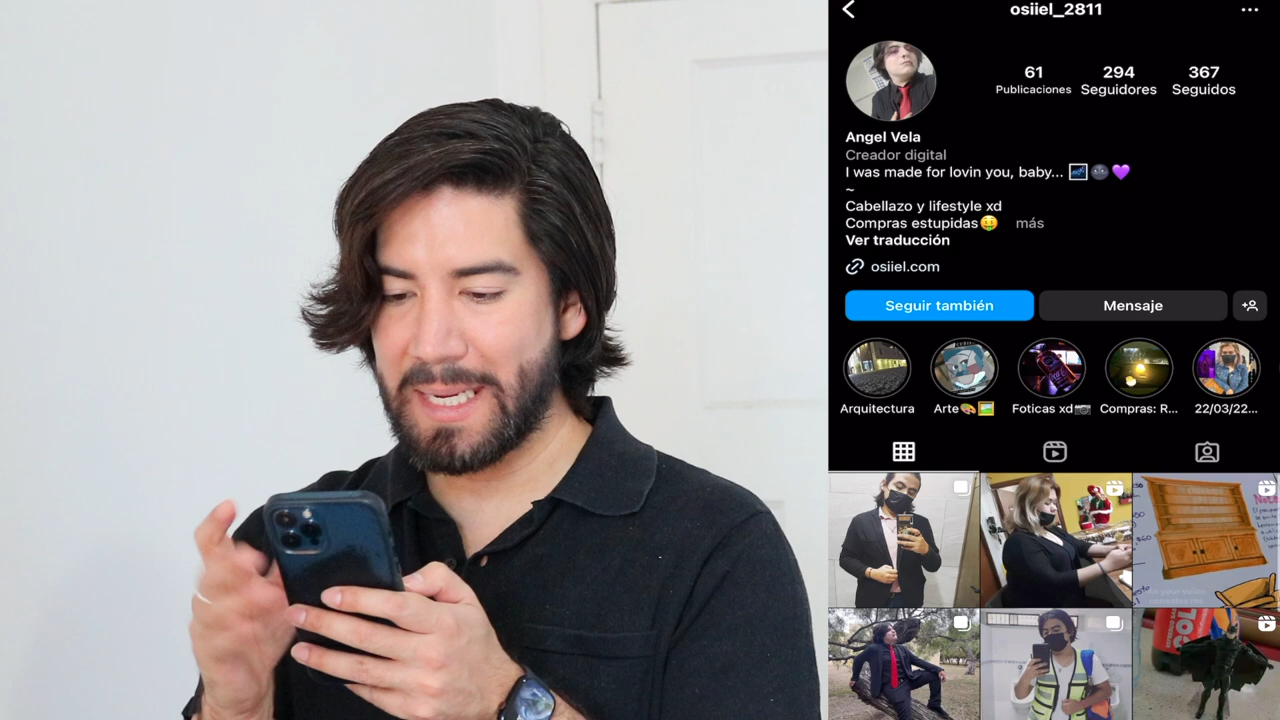 osiiel_2811
61
294
367
Publicaciones
Seguidores
Seguidos
Angel Vela
Creador digital
I was made for lovin you, baby... 🌌🌚💜
~
Cabellazo y lifestyle xd
Compras estupidas🤑 más
Ver traducción
osiiel.com
Seguir también
Mensaje
Arquitectura
Arte🎨🖼️
Foticas xd📷
Compras: R...
22/03/22...
$60